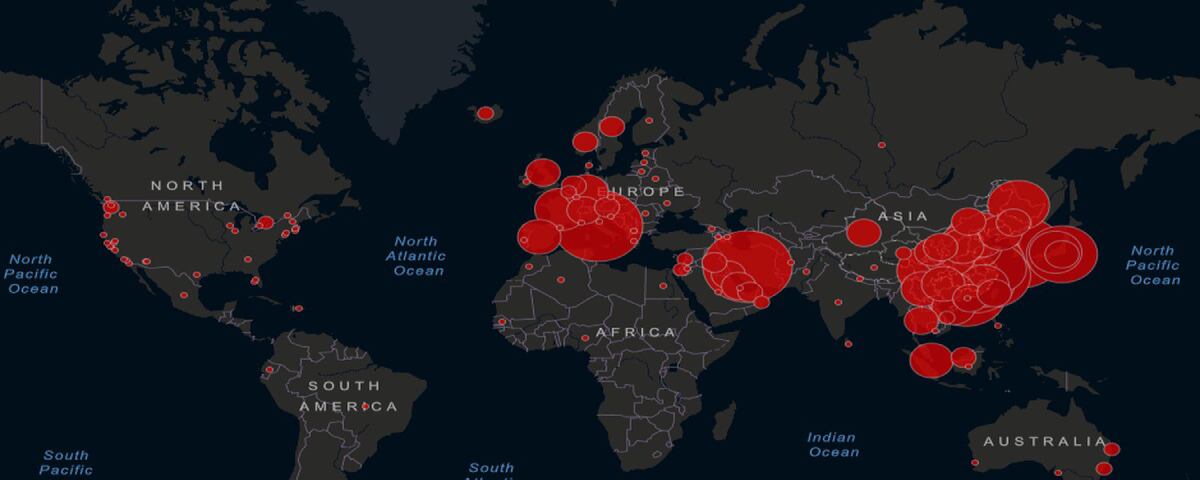 NORTH
AMERICA
EUROPE
ASIA
North
Atlantic
Ocean
North
Pacific
Ocean
North
Pacific
Ocean
AFRICA
SOUTH
AMERICA
Indian
Ocean
AUSTRALIA
South
Pacific
South